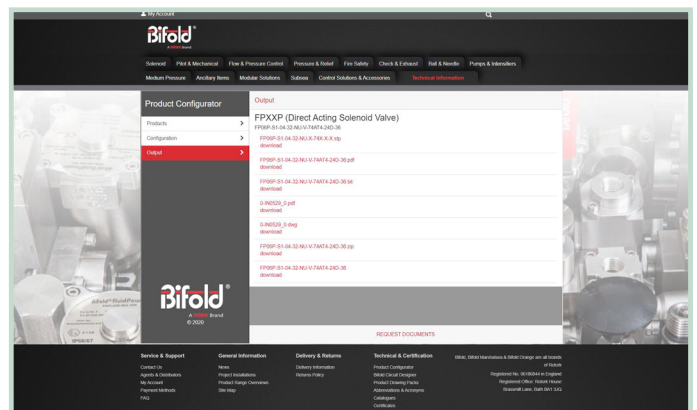 My Account
Bifold®
A rotork Brand
Solenoid Pilot & Mechanical Flow & Pressure Control Pressure & Relief Fire Safety Check & Exhaust Ball & Needle Pumps & Intensifiers
Medium Pressure Ancillary Items Modular Solutions Subsea Control Solutions & Accessories Technical Information
Product Configurator
Products
Configuration
Output
Output
FPXXP (Direct Acting Solenoid Valve)
FP06P-S1-04-32-NU-V-74AT4-24D-36
FP06P-S1-04-32-NU-X-74X-X-X.stp
download
FP06P-S1-04-32-NU-V-74AT4-24D-36.pdf
download
FP06P-S1-04-32-NU-V-74AT4-24D-36.txt
download
0-IN0529_0.pdf
download
0-IN0529_0.dwg
download
FP06P-S1-04-32-NU-V-74AT4-24D-36.zip
download
FP06P-S1-04-32-NU-V-74AT4-24D-36
download
Bifold®
A rotork Brand
© 2020
REQUEST DOCUMENTS
Service & Support
Contact Us
Agents & Distributors
My Account
Payment Methods
FAQ
General Information
News
Project Installations
Product Range Overviews
Site Map
Delivery & Returns
Delivery Information
Returns Policy
Technical & Certification
Product Configurator
Bifold Circuit Designer
Product Drawing Packs
Abbreviations & Acronyms
Catalogues
Certificates
Bifold, Bifold Marshalsea & Bifold Orange are all brands
of Rotork
Registered No. 00186844 in England
Registered Office: Rotork House
Brassmill Lane, Bath BA1 3JQ